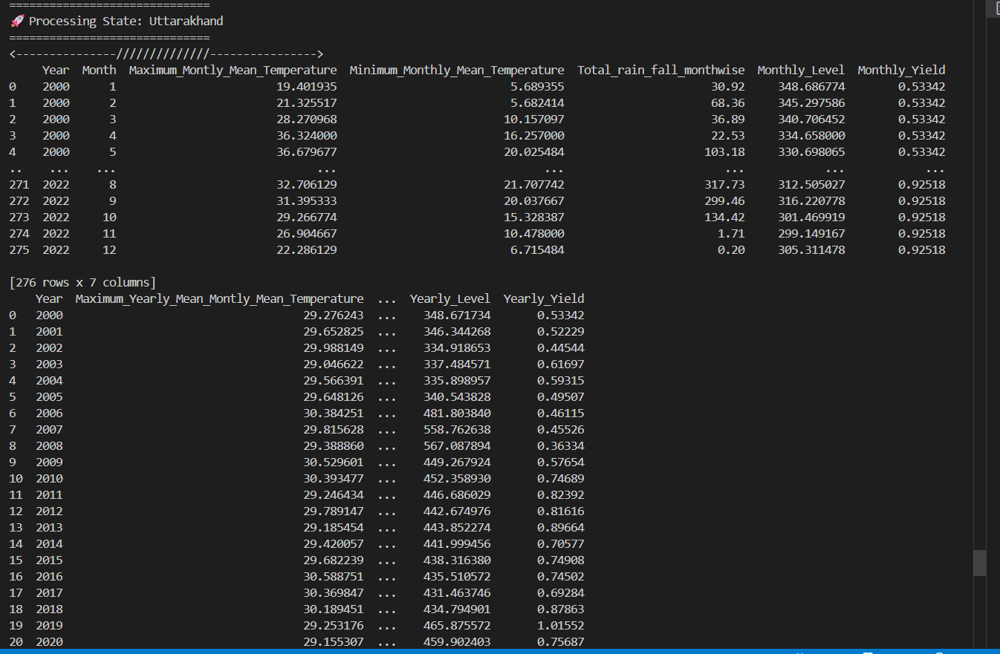 ==============================
🚀 Processing State: Uttarakhand
==============================
<---------------//////////////---------------->
Year Month Maximum_Montly_Mean_Temperature Minimum_Monthly_Mean_Temperature Total_rain_fall_monthwise Monthly_Level Monthly_Yield
0 2000 1 19.401935 5.689355 30.92 348.686774 0.53342
1 2000 2 21.325517 5.682414 68.36 345.297586 0.53342
2 2000 3 28.270968 10.157097 36.89 340.706452 0.53342
3 2000 4 36.324000 16.257000 22.53 334.658000 0.53342
4 2000 5 36.679677 20.025484 103.18 330.698065 0.53342
.. ... ... ... ... ... ... ...
271 2022 8 32.706129 21.707742 317.73 312.505027 0.92518
272 2022 9 31.395333 20.037667 299.46 316.220778 0.92518
273 2022 10 29.266774 15.328387 134.42 301.469919 0.92518
274 2022 11 26.904667 10.478000 1.71 299.149167 0.92518
275 2022 12 22.286129 6.715484 0.20 305.311478 0.92518
[276 rows x 7 columns]
Year Maximum_Yearly_Mean_Montly_Mean_Temperature ... Yearly_Level Yearly_Yield
0 2000 29.276243 ... 348.671734 0.53342
1 2001 29.652825 ... 346.344268 0.52229
2 2002 29.988149 ... 334.918653 0.44544
3 2003 29.046622 ... 337.484571 0.61697
4 2004 29.566391 ... 335.898957 0.59315
5 2005 29.648126 ... 340.543828 0.49507
6 2006 30.384251 ... 481.803840 0.46115
7 2007 29.815628 ... 558.762638 0.45526
8 2008 29.388860 ... 567.087894 0.36334
9 2009 30.529601 ... 449.267924 0.57654
10 2010 30.393477 ... 452.358930 0.74689
11 2011 29.246434 ... 446.686029 0.82392
12 2012 29.789147 ... 442.674976 0.81616
13 2013 29.185454 ... 443.852274 0.89664
14 2014 29.420057 ... 441.999456 0.70577
15 2015 29.682239 ... 438.316380 0.74908
16 2016 30.588751 ... 435.510572 0.74502
17 2017 30.369847 ... 431.463746 0.69284
18 2018 30.189451 ... 434.794901 0.87863
19 2019 29.253176 ... 465.875572 1.01552
20 2020 29.155307 ... 459.902403 0.75687